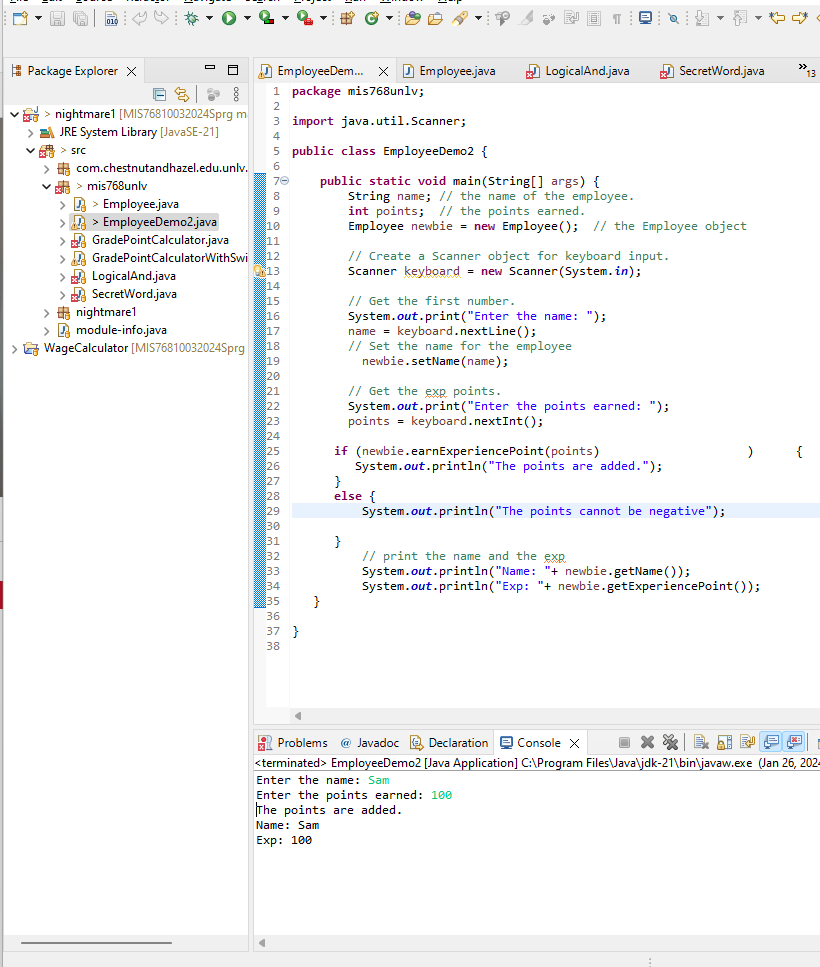 Package Explorer
EmployeeDem...
Employee.java
LogicalAnd.java
SecretWord.java
»13
> nightmare1 [MIS76810032024Sprg m
JRE System Library [JavaSE-21]
> src
com.chestnutandhazel.edu.unlv.
> mis768unlv
> Employee.java
> EmployeeDemo2.java
GradePointCalculator.java
GradePointCalculatorWithSwi
LogicalAnd.java
SecretWord.java
nightmare1
module-info.java
WageCalculator [MIS76810032024Sprg
1 package mis768unlv;
2
3 import java.util.Scanner;
4
5 public class EmployeeDemo2 {
6
7 public static void main(String[] args) {
8 String name; // the name of the employee.
9 int points; // the points earned.
10 Employee newbie = new Employee(); // the Employee object
11
12 // Create a Scanner object for keyboard input.
13 Scanner keyboard = new Scanner(System.in);
14
15 // Get the first number.
16 System.out.print("Enter the name: ");
17 name = keyboard.nextLine();
18 // Set the name for the employee
19 newbie.setName(name);
20
21 // Get the exp points.
22 System.out.print("Enter the points earned: ");
23 points = keyboard.nextInt();
24
25 if (newbie.earnExperiencePoint(points) ) {
26 System.out.println("The points are added.");
27 }
28 else {
29 System.out.println("The points cannot be negative");
30
31 }
32 // print the name and the exp
33 System.out.println("Name: "+ newbie.getName());
34 System.out.println("Exp: "+ newbie.getExperiencePoint());
35 }
36
37 }
38
Problems @ Javadoc Declaration Console
<terminated> EmployeeDemo2 [Java Application] C:\Program Files\Java\jdk-21\bin\javaw.exe (Jan 26, 2024
Enter the name: Sam
Enter the points earned: 100
The points are added.
Name: Sam
Exp: 100